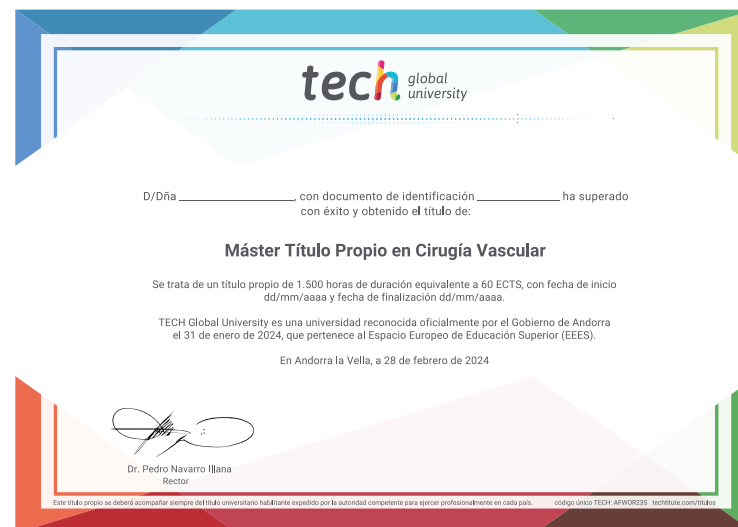 tech global university
D/Dña ______________, con documento de identificación ____________ ha superado
con éxito y obtenido el título de:
Máster Título Propio en Cirugía Vascular
Se trata de un título propio de 1.500 horas de duración equivalente a 60 ECTS, con fecha de inicio
dd/mm/aaaa y fecha de finalización dd/mm/aaaa.
TECH Global University es una universidad reconocida oficialmente por el Gobierno de Andorra
el 31 de enero de 2024, que pertenece al Espacio Europeo de Educación Superior (EEES).
En Andorra la Vella, a 28 de febrero de 2024
Dr. Pedro Navarro Illana
Rector
Este título propio se deberá acompañar siempre del título universitario habilitante expedido por la autoridad competente para ejercer profesionalmente en cada país. código único TECH: AFWOR23S techtitute.com/titulos